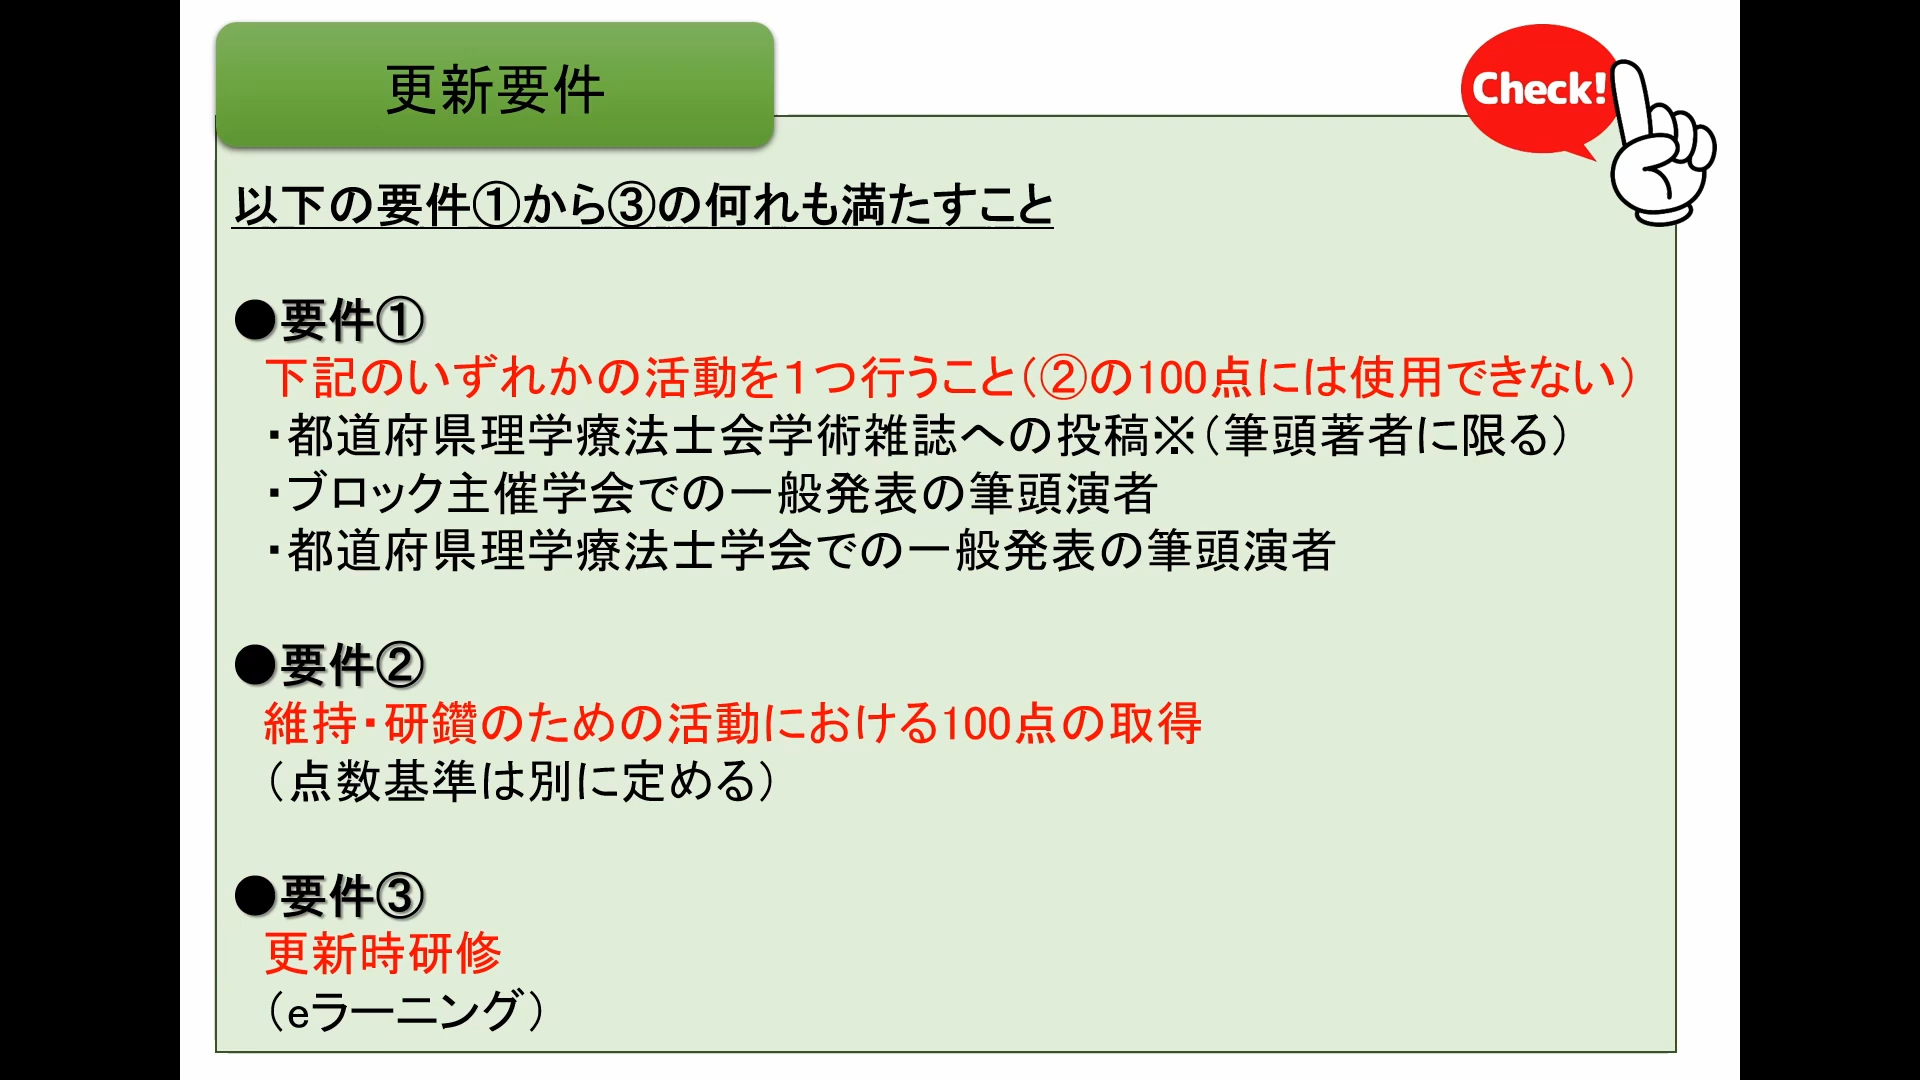 更新要件
Check!
以下の要件①から③の何れも満たすこと
●要件①
下記のいずれかの活動を１つ行うこと（②の100点には使用できない）
・都道府県理学療法士会学術雑誌への投稿※（筆頭著者に限る）
・ブロック主催学会での一般発表の筆頭演者
・都道府県理学療法士学会での一般発表の筆頭演者
●要件②
維持・研鑽のための活動における100点の取得
（点数基準は別に定める）
●要件③
更新時研修
（eラーニング）